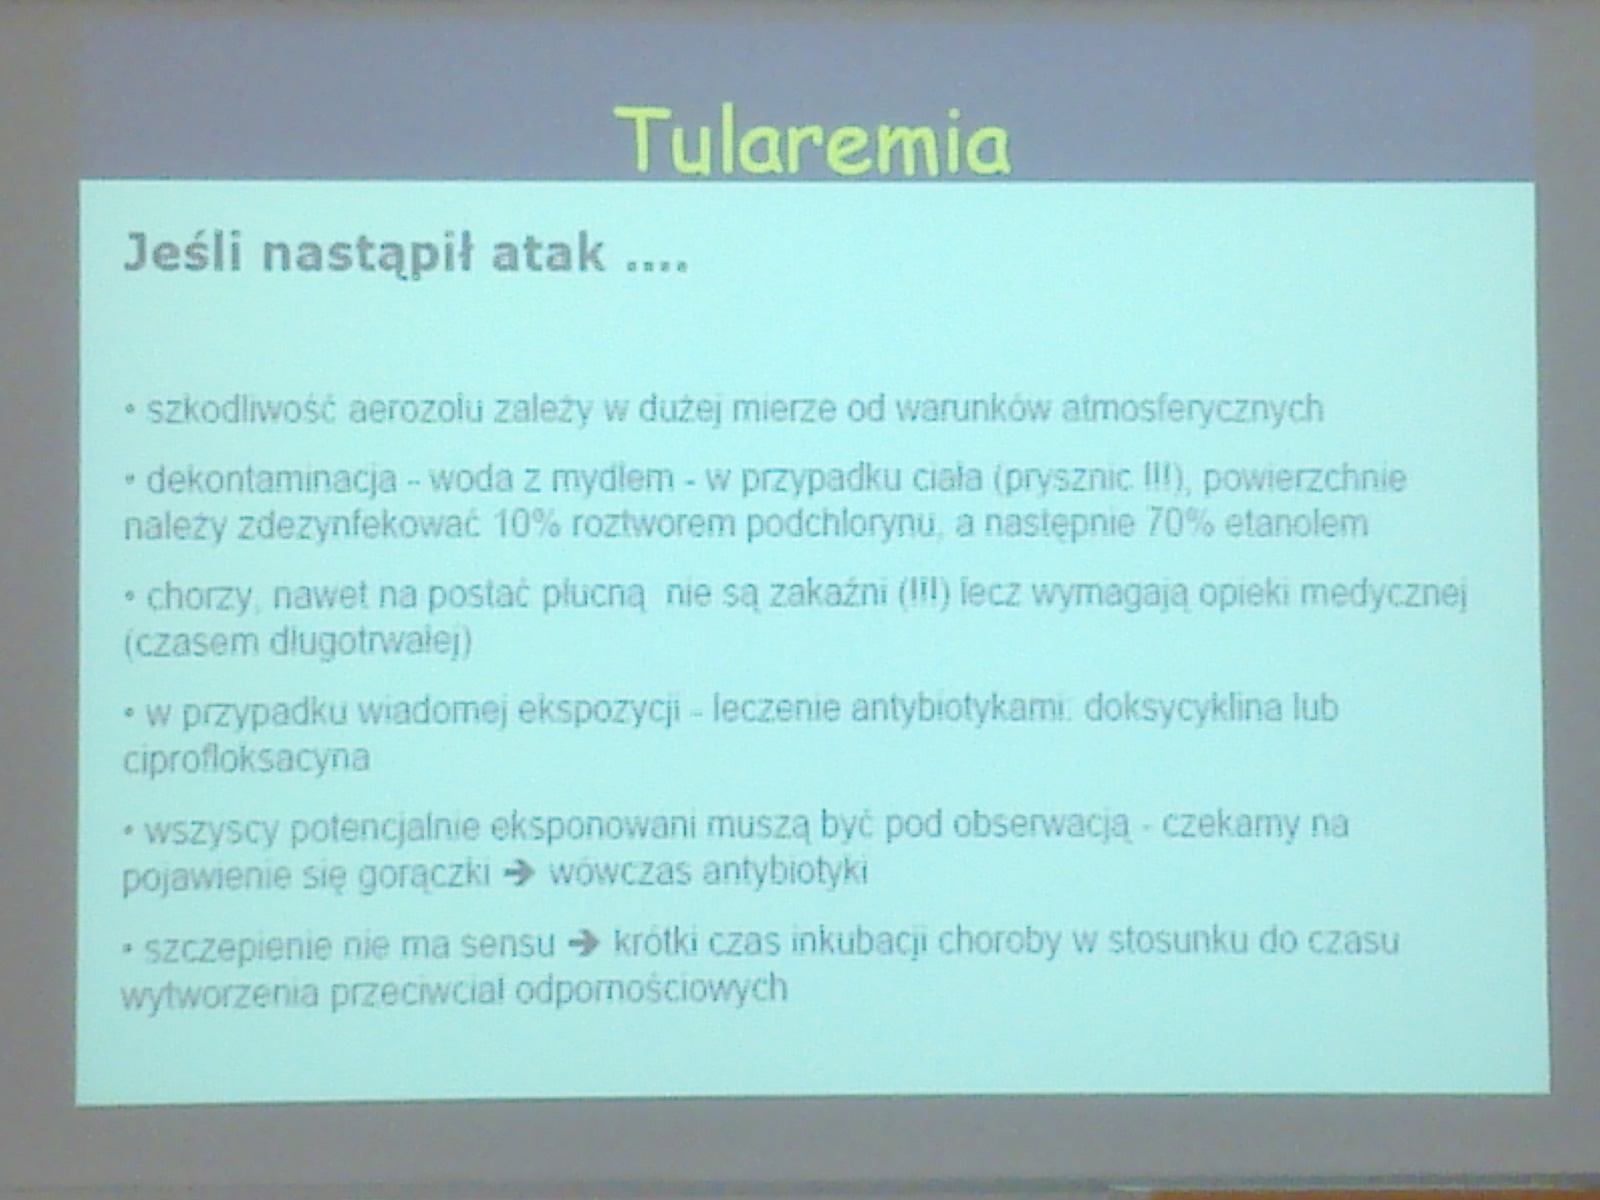 Tularemia
Jeśli nastąpił atak ....
• szkodliwość aerozolu zależy w dużej mierze od warunków atmosferycznych
• dekontaminacja - woda z mydłem - w przypadku ciała (prysznic !!!), powierzchnie
należy zdezynfekować 10% roztworem podchlorynu, a następnie 70% etanolem
• chorzy, nawet na postać płucną nie są zakaźni (!!!) lecz wymagają opieki medycznej
(czasem długotrwałej)
• w przypadku wiadomej ekspozycji - leczenie antybiotykami: doksycyklina lub
ciprofloksacyna
• wszyscy potencjalnie eksponowani muszą być pod obserwacją - czekamy na
pojawienie się gorączki ➔ wówczas antybiotyki
• szczepienie nie ma sensu ➔ krótki czas inkubacji choroby w stosunku do czasu
wytworzenia przeciwciał odpornościowych